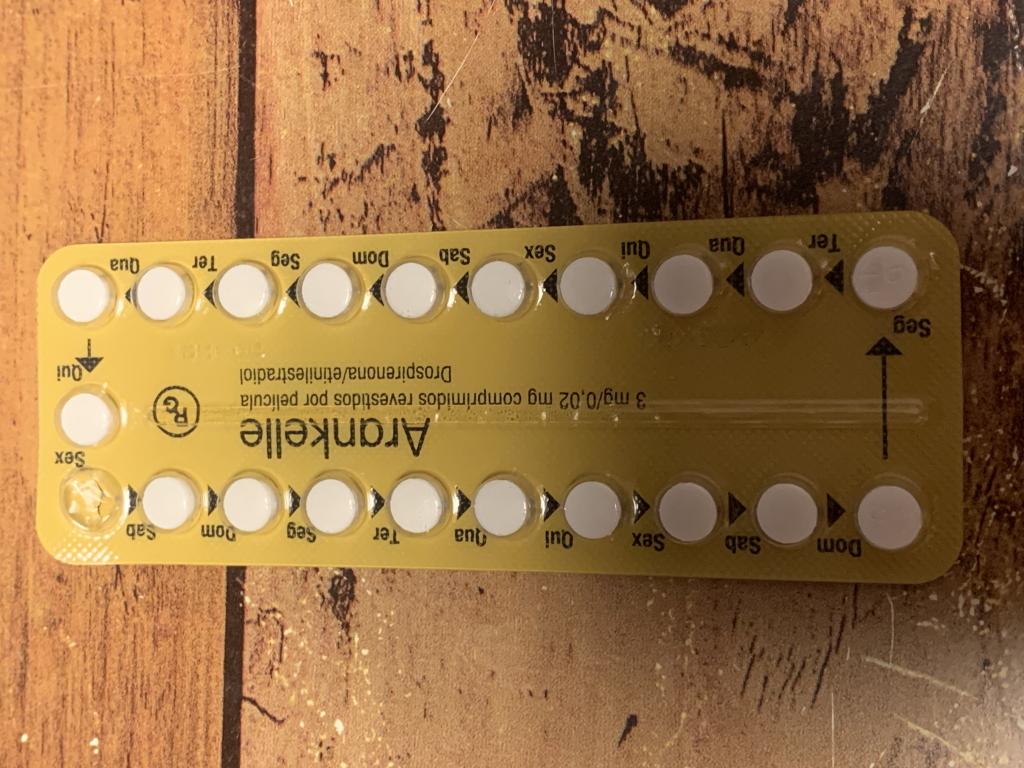 Dom Sab Sex Qui Qua Ter Seg Dom Sab
Sex
Arankelle
3 mg/0,02 mg comprimidos revestidos por película
Drospirenona/etinilestradiol
RG
Qui
Seg Ter Qua Qui Sex Sab Dom Seg Ter Qua